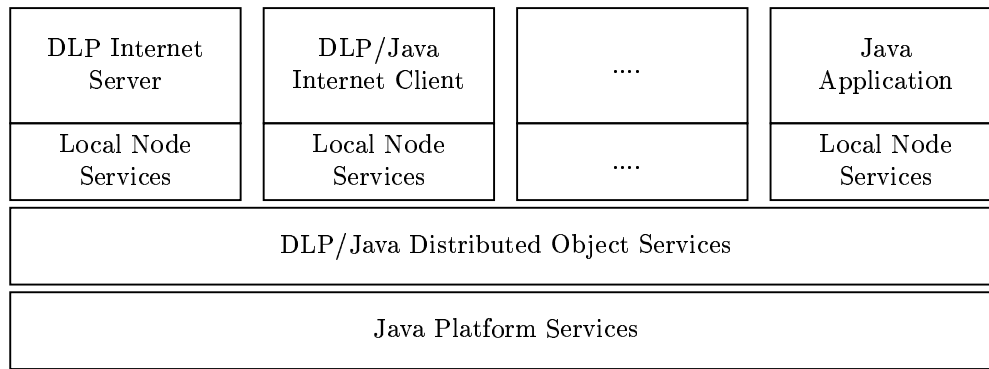 DLP Internet
Server
DLP/Java
Internet Client
....
Java
Application
Local Node
Services
Local Node
Services
....
Local Node
Services
DLP/Java Distributed Object Services
Java Platform Services